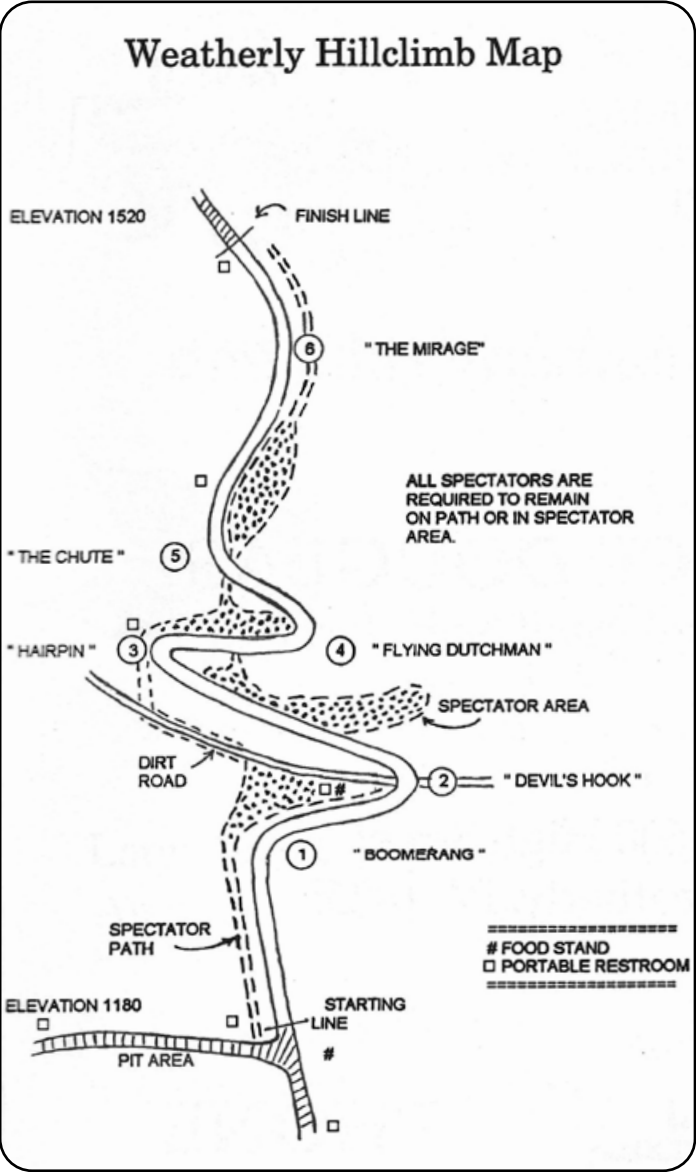 Weatherly Hillclimb Map
ELEVATION 1520
FINISH LINE
6
" THE MIRAGE"
ALL SPECTATORS ARE
REQUIRED TO REMAIN
ON PATH OR IN SPECTATOR
AREA.
" THE CHUTE "
5
" HAIRPIN "
3
4
" FLYING DUTCHMAN "
SPECTATOR AREA
DIRT
ROAD
#
2
" DEVIL'S HOOK "
1
" BOOMERANG "
SPECTATOR
PATH
# FOOD STAND
□ PORTABLE RESTROOM
ELEVATION 1180
STARTING
LINE
PIT AREA
#